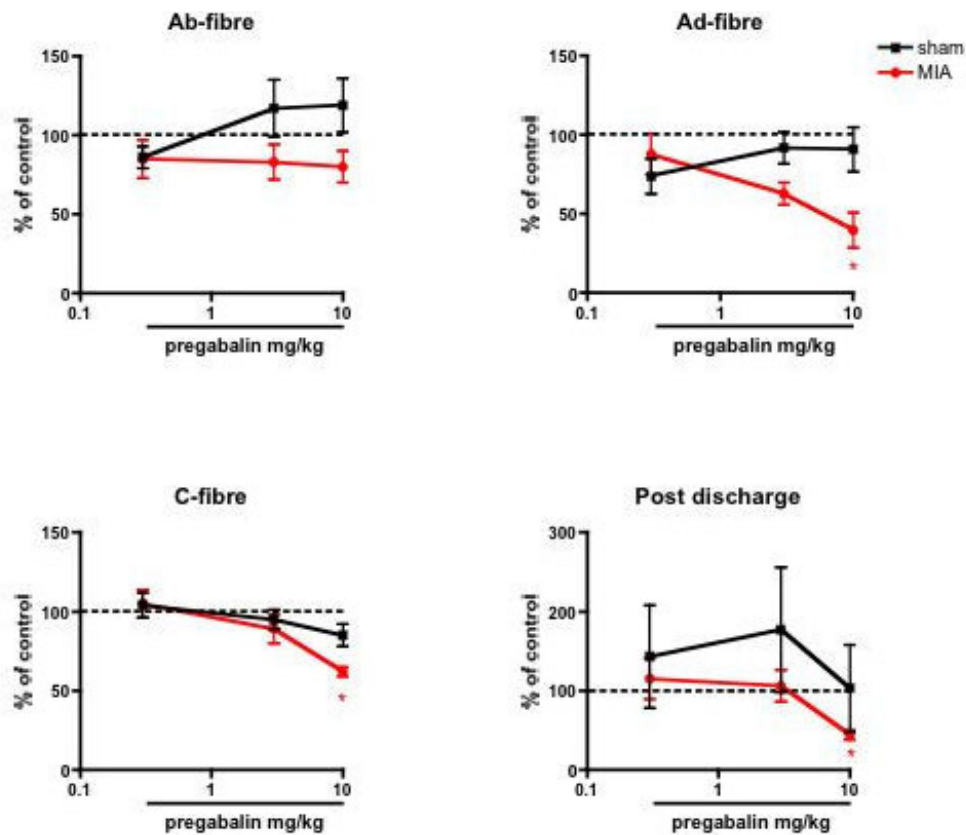 Ab-fibre
150
100
50
0
% of control
0.1 1 10
pregabalin mg/kg
Ad-fibre
150
100
50
0
% of control
0.1 1 10
pregabalin mg/kg
*
sham
MIA
C-fibre
150
100
50
0
% of control
0.1 1 10
pregabalin mg/kg
*
Post discharge
300
200
100
0
% of control
0.1 1 10
pregabalin mg/kg
*